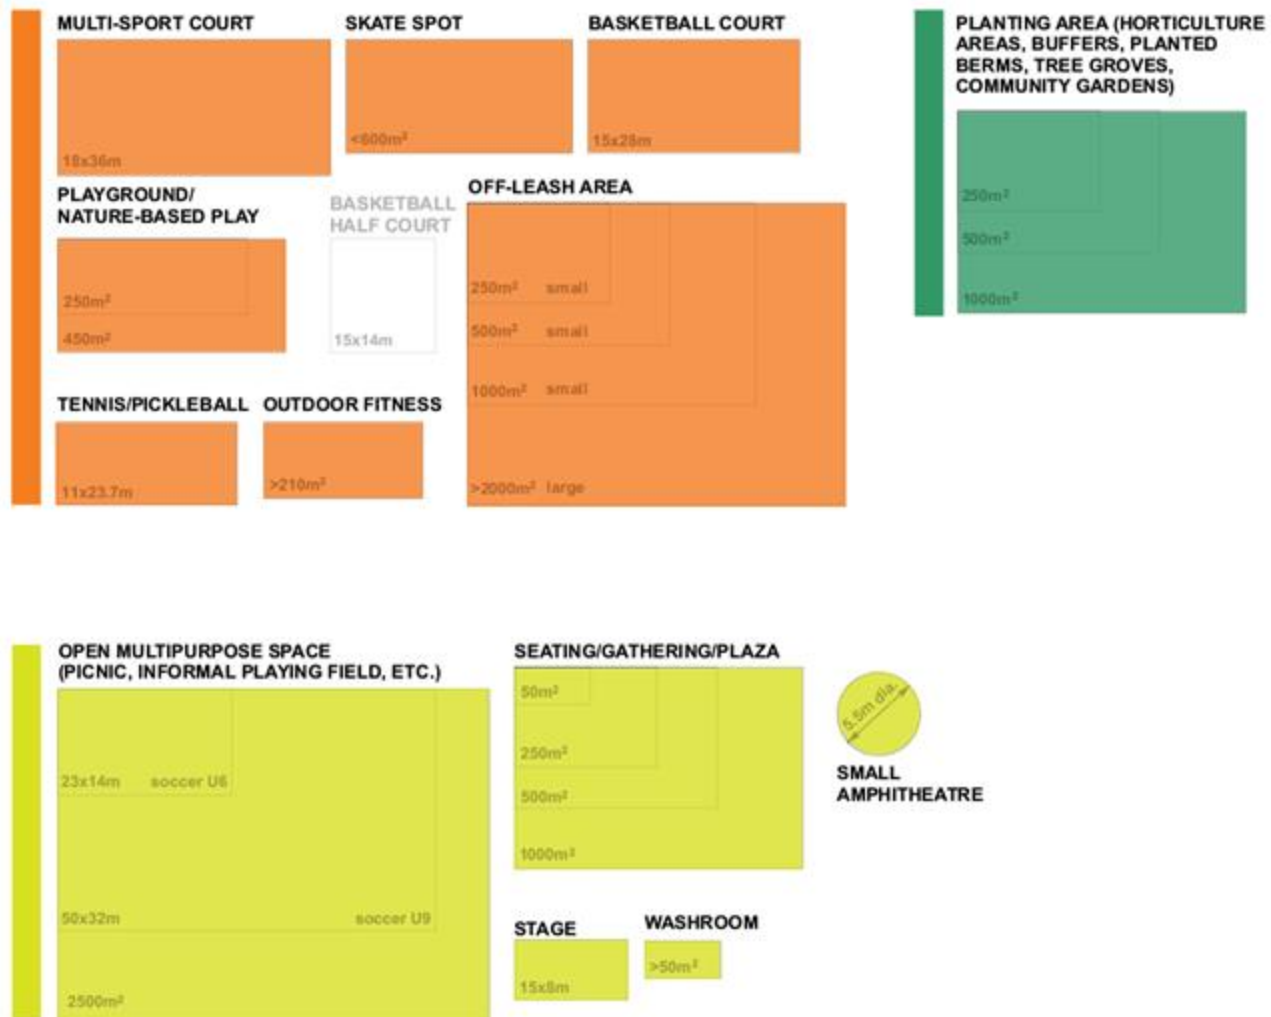 MULTI-SPORT COURT
18x36m
SKATE SPOT
<600m²
BASKETBALL COURT
15x28m
PLANTING AREA (HORTICULTURE
AREAS, BUFFERS, PLANTED
BERMS, TREE GROVES,
COMMUNITY GARDENS)
250m²
500m²
1000m²
PLAYGROUND/
NATURE-BASED PLAY
250m²
450m²
BASKETBALL
HALF COURT
15x14m
OFF-LEASH AREA
250m² small
500m² small
1000m² small
>2000m² large
TENNIS/PICKLEBALL
11x23.7m
OUTDOOR FITNESS
>210m²
OPEN MULTIPURPOSE SPACE
(PICNIC, INFORMAL PLAYING FIELD, ETC.)
23x14m soccer U6
50x32m soccer U9
2500m²
SEATING/GATHERING/PLAZA
50m²
250m²
500m²
1000m²
5.5m dia.
SMALL
AMPHITHEATRE
STAGE
15x8m
WASHROOM
>50m²